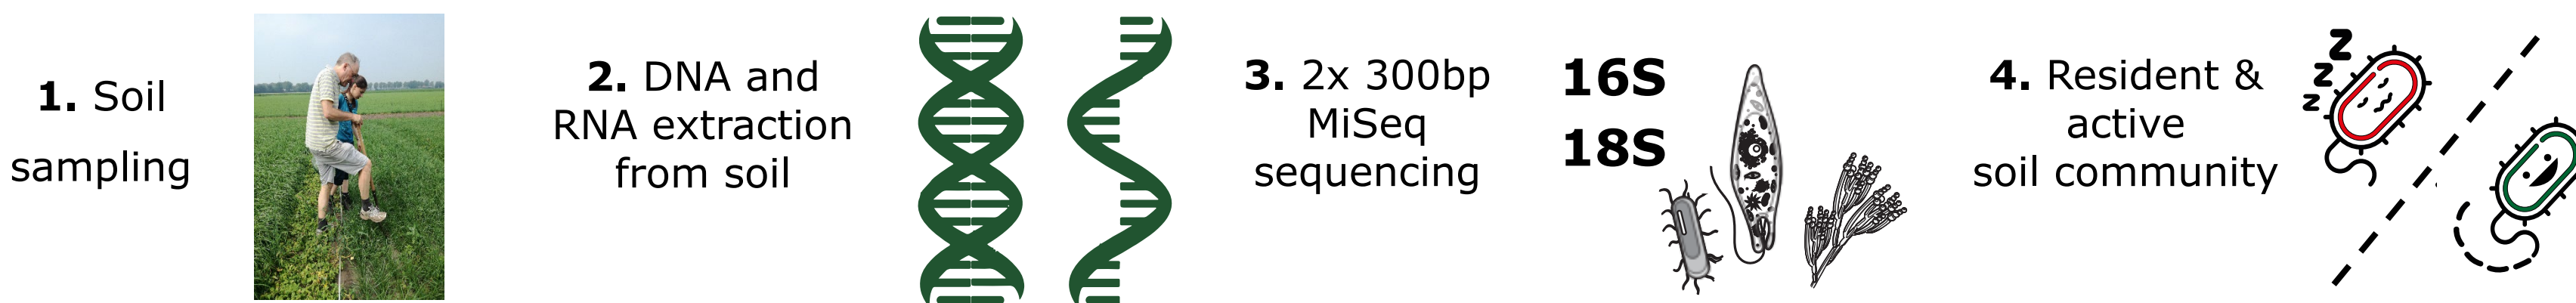 1. Soil
sampling
2. DNA and
RNA extraction
from soil
3. 2x 300bp
MiSeq
sequencing
16S
18S
4. Resident &
active
soil community
z
z
z